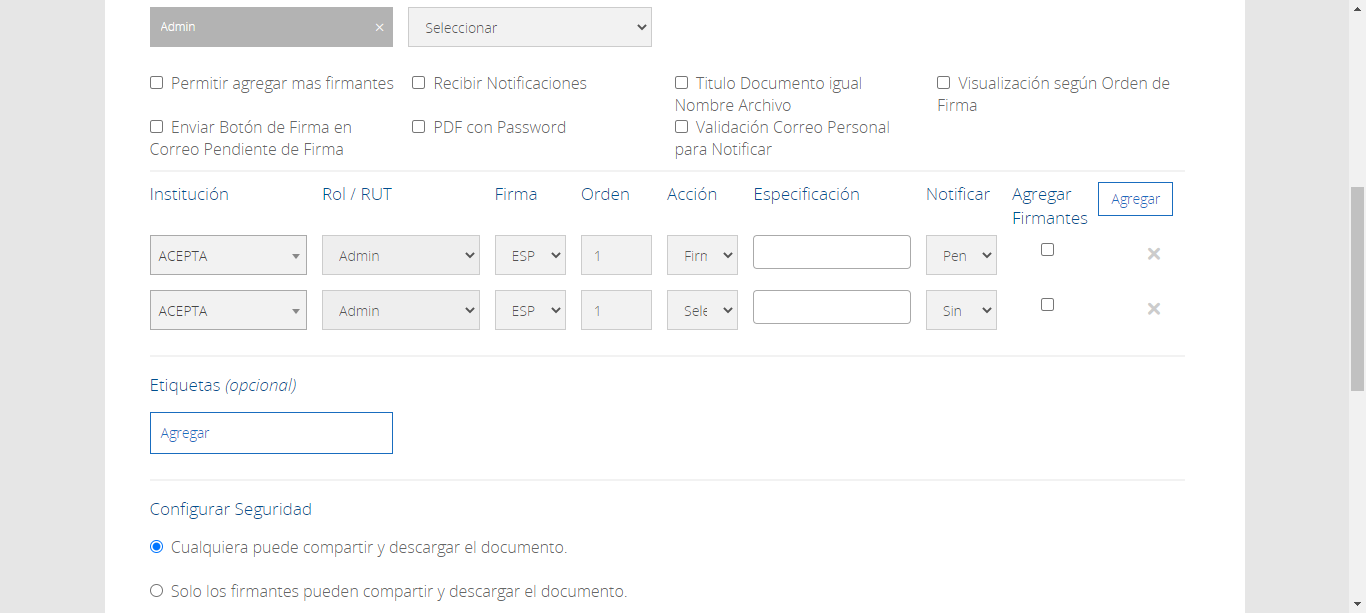 Admin × Seleccionar
Permitir agregar mas firmantes Recibir Notificaciones Titulo Documento igual Visualización según Orden de
Nombre Archivo Firma
Enviar Botón de Firma en PDF con Password Validación Correo Personal
Correo Pendiente de Firma para Notificar
Institución Rol / RUT Firma Orden Acción Especificación Notificar Agregar Agregar
Firmantes
ACEPTA Admin ESP 1 Firn Pen
ACEPTA Admin ESP 1 Sele Sin
Etiquetas (opcional)
Agregar
Configurar Seguridad
Cualquiera puede compartir y descargar el documento.
Solo los firmantes pueden compartir y descargar el documento.